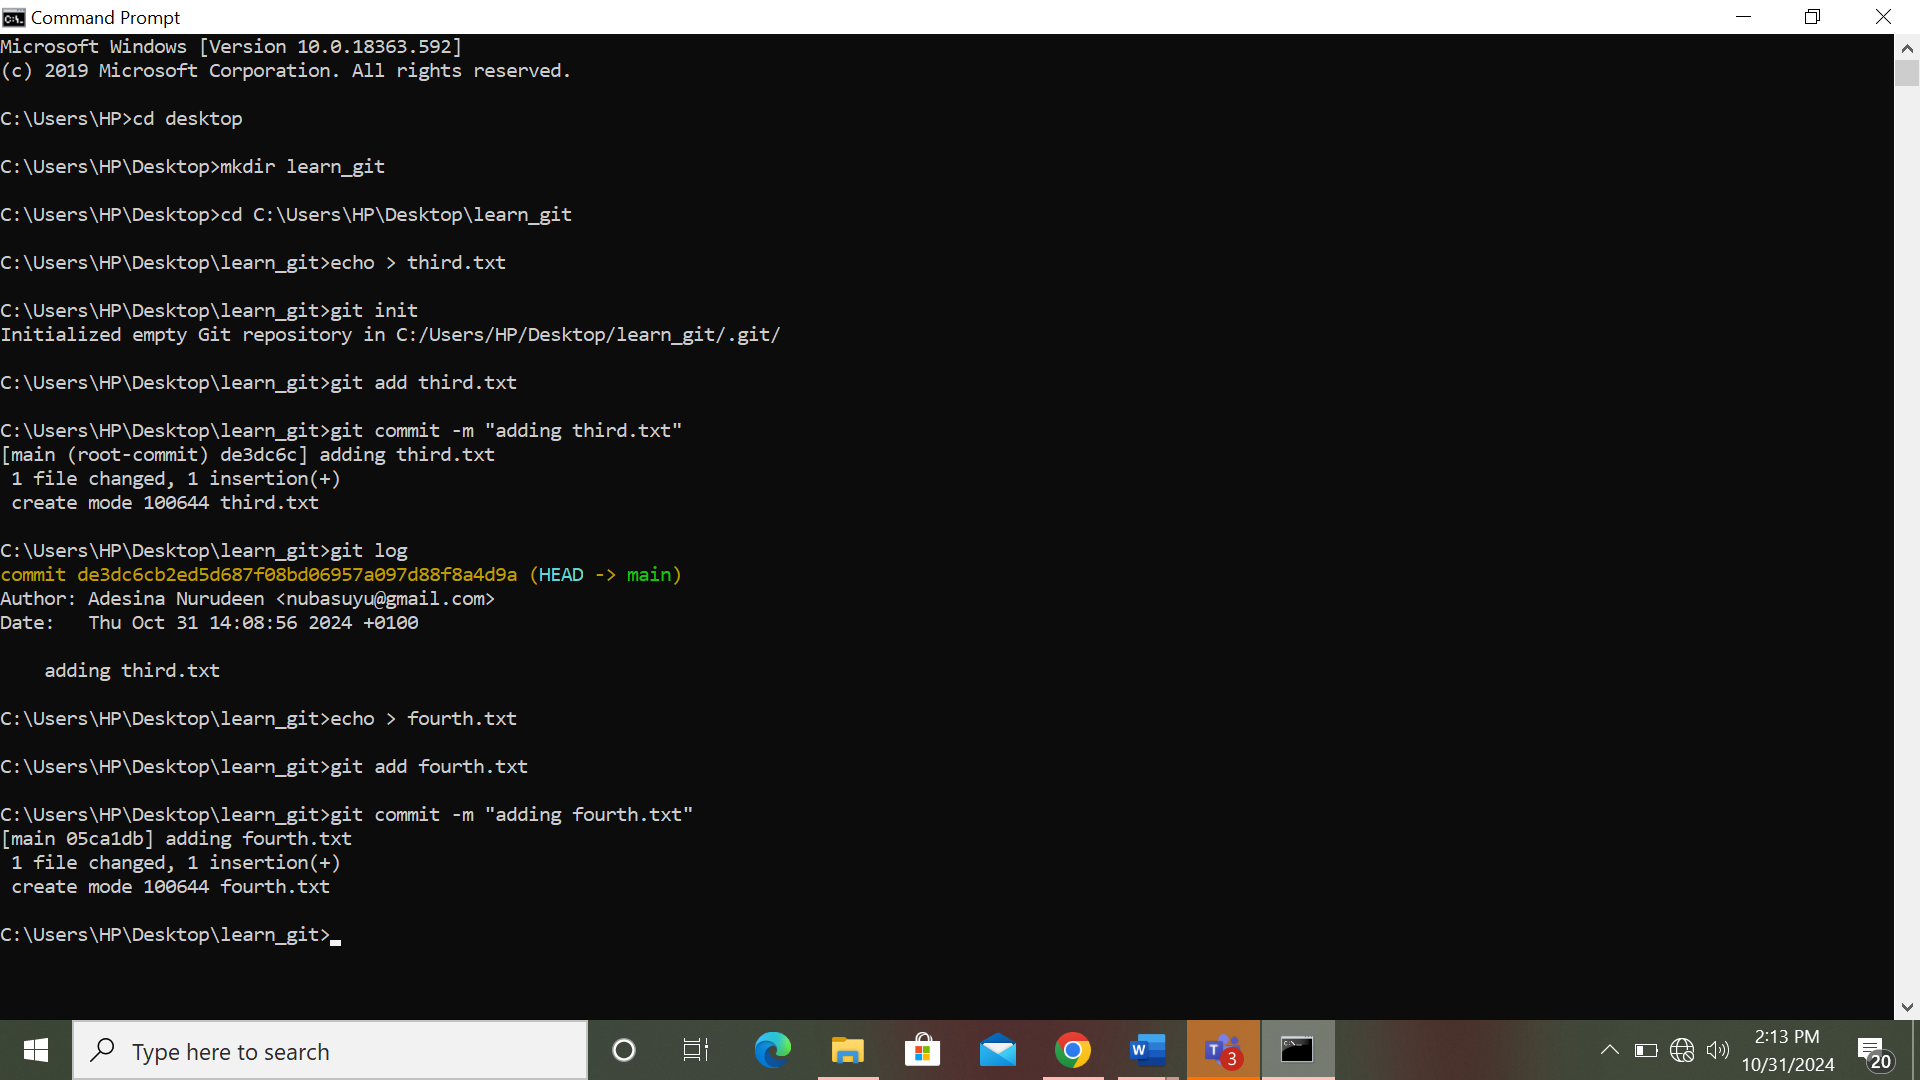 Command Prompt
Microsoft Windows [Version 10.0.18363.592]
(c) 2019 Microsoft Corporation. All rights reserved.
C:\Users\HP>cd desktop
C:\Users\HP\Desktop>mkdir learn_git
C:\Users\HP\Desktop>cd C:\Users\HP\Desktop\learn_git
C:\Users\HP\Desktop\learn_git>echo > third.txt
C:\Users\HP\Desktop\learn_git>git init
Initialized empty Git repository in C:/Users/HP/Desktop/learn_git/.git/
C:\Users\HP\Desktop\learn_git>git add third.txt
C:\Users\HP\Desktop\learn_git>git commit -m "adding third.txt"
[main (root-commit) de3dc6c] adding third.txt
 1 file changed, 1 insertion(+)
 create mode 100644 third.txt
C:\Users\HP\Desktop\learn_git>git log
commit de3dc6cb2ed5d687f08bd06957a097d88f8a4d9a (HEAD -> main)
Author: Adesina Nurudeen <nubasuyu@gmail.com>
Date:   Thu Oct 31 14:08:56 2024 +0100
    adding third.txt
C:\Users\HP\Desktop\learn_git>echo > fourth.txt
C:\Users\HP\Desktop\learn_git>git add fourth.txt
C:\Users\HP\Desktop\learn_git>git commit -m "adding fourth.txt"
[main 05ca1db] adding fourth.txt
 1 file changed, 1 insertion(+)
 create mode 100644 fourth.txt
C:\Users\HP\Desktop\learn_git>
Type here to search
W
T
3
2:13 PM
10/31/2024
20